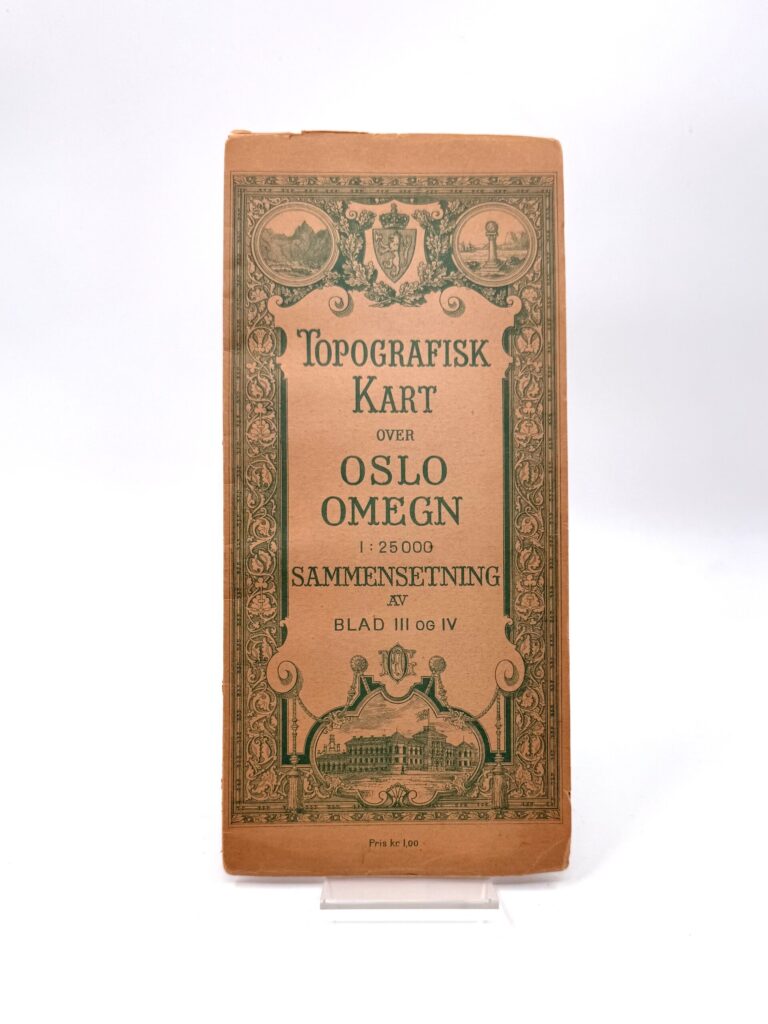 TOPOGRAFISK
KART
OVER
OSLO
OMEGN
1:25000
SAMMENSETNING
AV
BLAD III OG IV
Pris kr 1,00